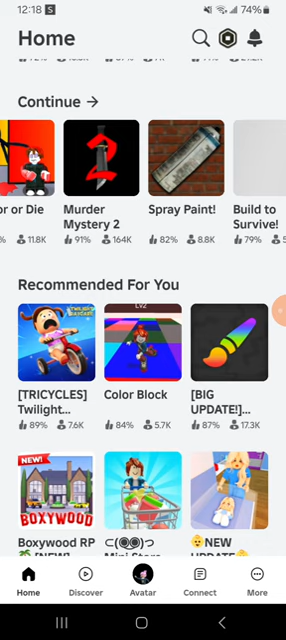 12:18 S 74%
Home
Continue →
or or Die
Murder
Mystery 2
Spray Paint!
Build to
Survive!
% 11.8K
91% 164K
82% 8.8K
79%
Recommended For You
TWILIGHT
LV2
[TRICYCLES]
Twilight...
Color Block
[BIG
UPDATE!]...
89% 7.6K
84% 5.7K
87% 17.3K
NEW!
BOXYWOOD
Boxywood RP
⊂(◉‿◉)つ
👶NEW
Home
Discover
Avatar
Connect
More